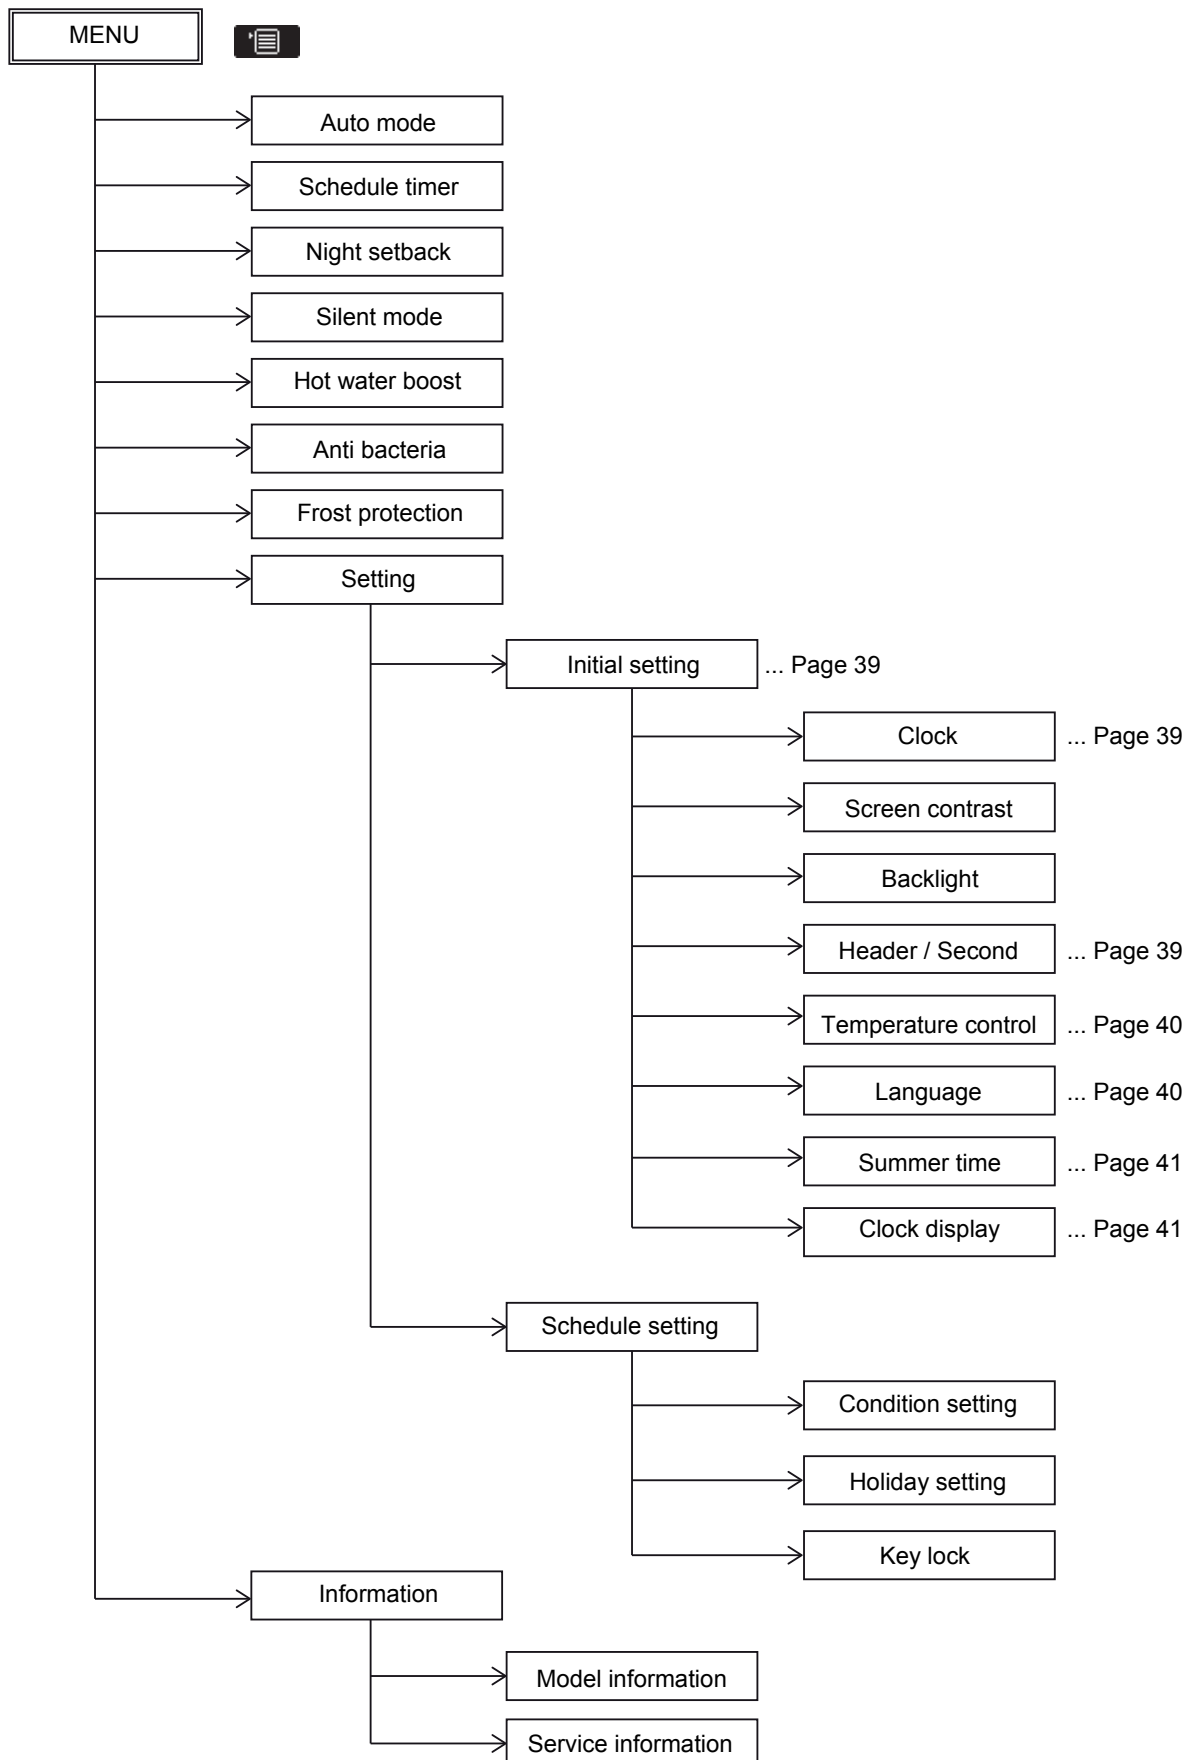 MENU
Auto mode
Schedule timer
Night setback
Silent mode
Hot water boost
Anti bacteria
Frost protection
Setting
Initial setting ... Page 39
Clock ... Page 39
Screen contrast
Backlight
Header / Second ... Page 39
Temperature control ... Page 40
Language ... Page 40
Summer time ... Page 41
Clock display ... Page 41
Schedule setting
Condition setting
Holiday setting
Key lock
Information
Model information
Service information